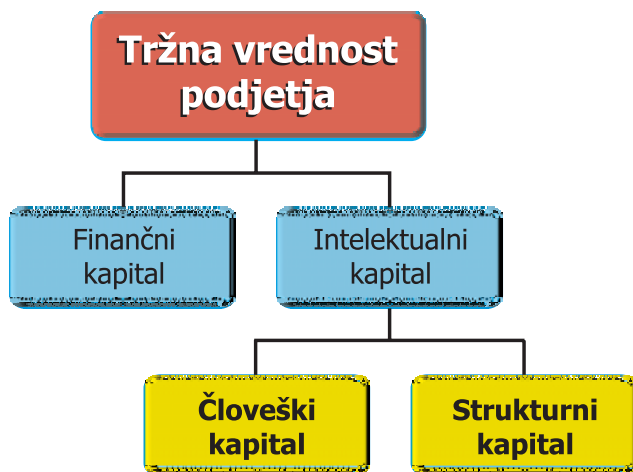 Tržna vrednost
podjetja
Finančni
kapital
Intelektualni
kapital
Človeški
kapital
Strukturni
kapital